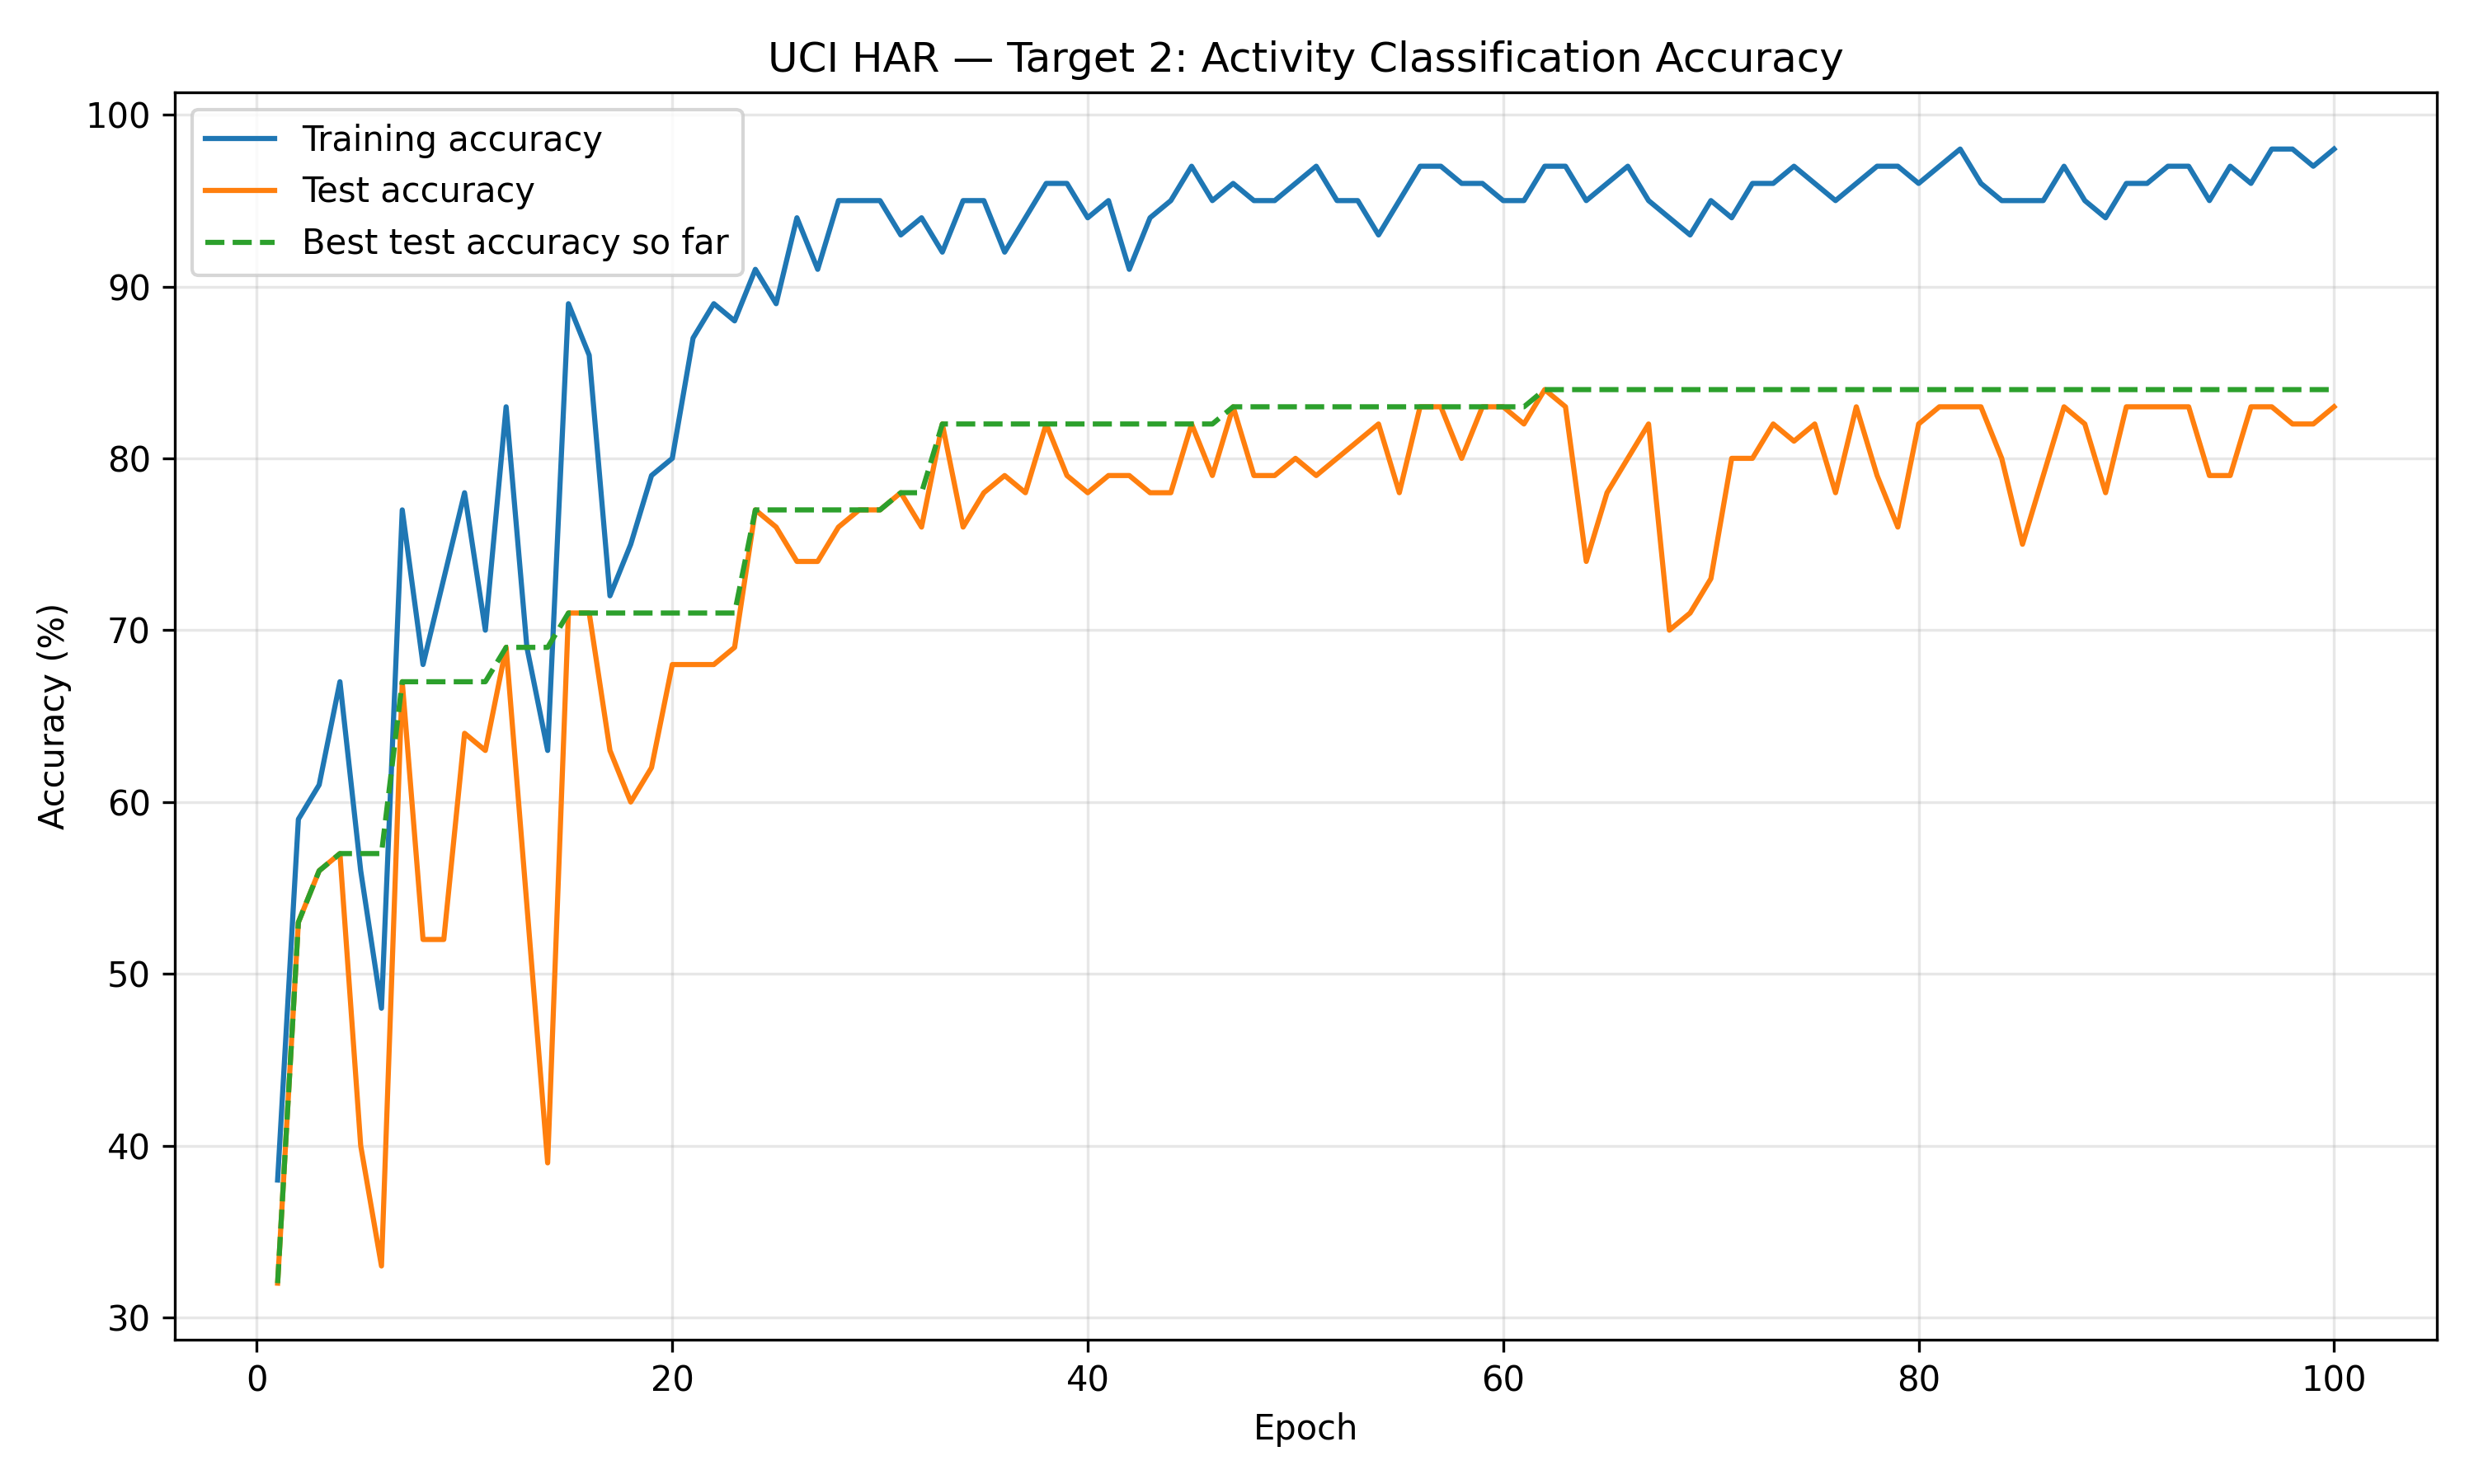 UCI HAR — Target 2: Activity Classification Accuracy
Training accuracy
Test accuracy
Best test accuracy so far
Accuracy (%)
100
90
80
70
60
50
40
30
0
20
40
60
80
100
Epoch